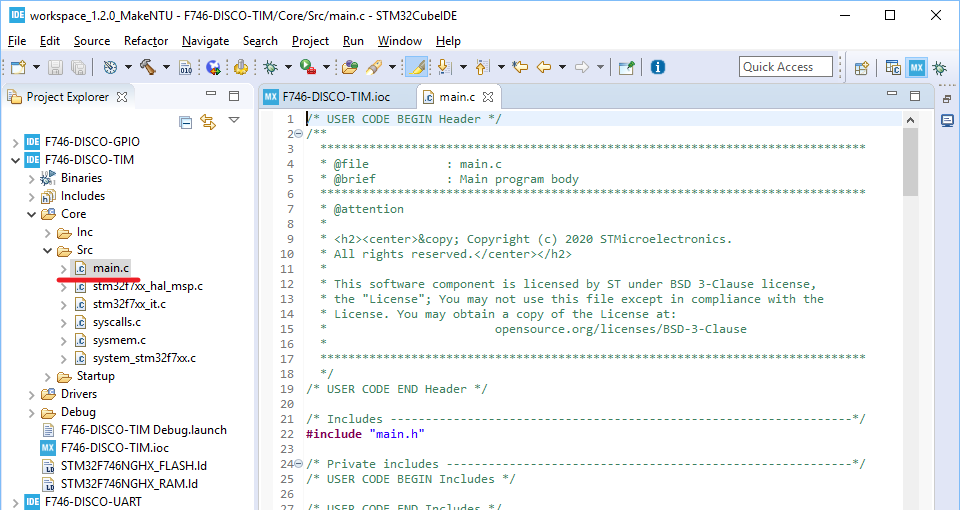 IDE workspace_1.2.0_MakeNTU - F746-DISCO-TIM/Core/Src/main.c - STM32CubeIDE
File Edit Source Refactor Navigate Search Project Run Window Help
010 Quick Access MX
Project Explorer
IDE F746-DISCO-GPIO
IDE F746-DISCO-TIM
Binaries
Includes
Core
Inc
Src
.c main.c
.c stm32f7xx_hal_msp.c
.c stm32f7xx_it.c
.c syscalls.c
.c sysmem.c
.c system_stm32f7xx.c
Startup
Drivers
Debug
F746-DISCO-TIM Debug.launch
MX F746-DISCO-TIM.ioc
STM32F746NGHX_FLASH.ld
STM32F746NGHX_RAM.ld
IDE F746-DISCO-UART
MX F746-DISCO-TIM.ioc .c main.c
1 /* USER CODE BEGIN Header */
2 /**
3 ******************************************************************************
4 * @file : main.c
5 * @brief : Main program body
6 ******************************************************************************
7 * @attention
8 *
9 * <h2><center>&copy; Copyright (c) 2020 STMicroelectronics.
10 * All rights reserved.</center></h2>
11 *
12 * This software component is licensed by ST under BSD 3-Clause license,
13 * the "License"; You may not use this file except in compliance with the
14 * License. You may obtain a copy of the License at:
15 * opensource.org/licenses/BSD-3-Clause
16 *
17 ******************************************************************************
18 */
19 /* USER CODE END Header */
20
21 /* Includes ------------------------------------------------------------------*/
22 #include "main.h"
23
24 /* Private includes ----------------------------------------------------------*/
25 /* USER CODE BEGIN Includes */
26
27 /* USER CODE END Includes */